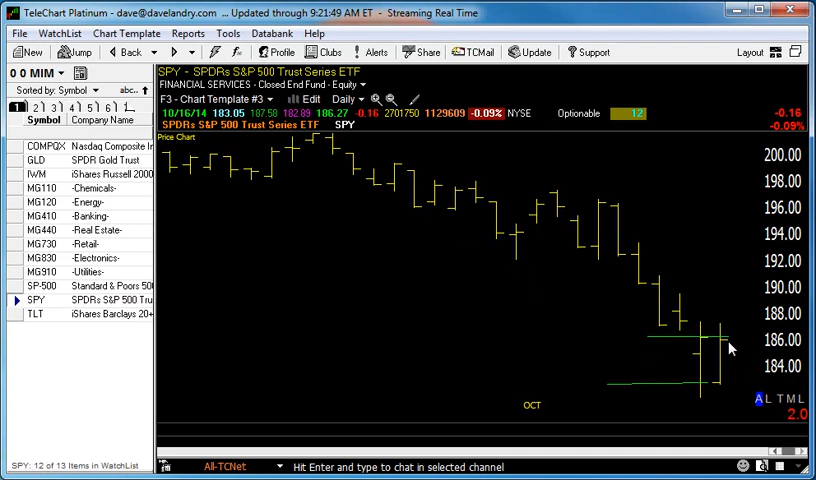 TeleChart Platinum - dave@davelandry.com ... Updated through 9:21:49 AM ET - Streaming Real Time
File WatchList Chart Template Reports Tools Databank Help
New Jump Back Profile Clubs Alerts Share TCMail Update Support Layout
0 0 MIM
Sorted by: Symbol abc..
1 2 3 4 5 6
Symbol Company Name
COMPQX Nasdaq Composite In
GLD SPDR Gold Trust
IWM iShares Russell 2000
MG110 -Chemicals-
MG120 -Energy-
MG410 -Banking-
MG440 -Real Estate-
MG730 -Retail-
MG830 -Electronics-
MG910 -Utilities-
SP-500 Standard & Poors 500
SPY SPDRs S&P 500 Tru
TLT iShares Barclays 20+
SPY: 12 of 13 Items in WatchList
SPY - SPDRs S&P 500 Trust Series ETF
FINANCIAL SERVICES - Closed End Fund - Equity
F3 - Chart Template #3 Edit Daily
10/16/14 183.05 187.58 182.89 186.27 -0.16 1129609 2701750 -0.09% NYSE Optionable 12 -0.16
SPDRs S&P 500 Trust Series ETF SPY -0.09%
Price Chart
200.00
198.00
196.00
194.00
192.00
190.00
188.00
186.00
184.00
OCT
A L T M L
2.0
All-TCNet Hit Enter and type to chat in selected channel